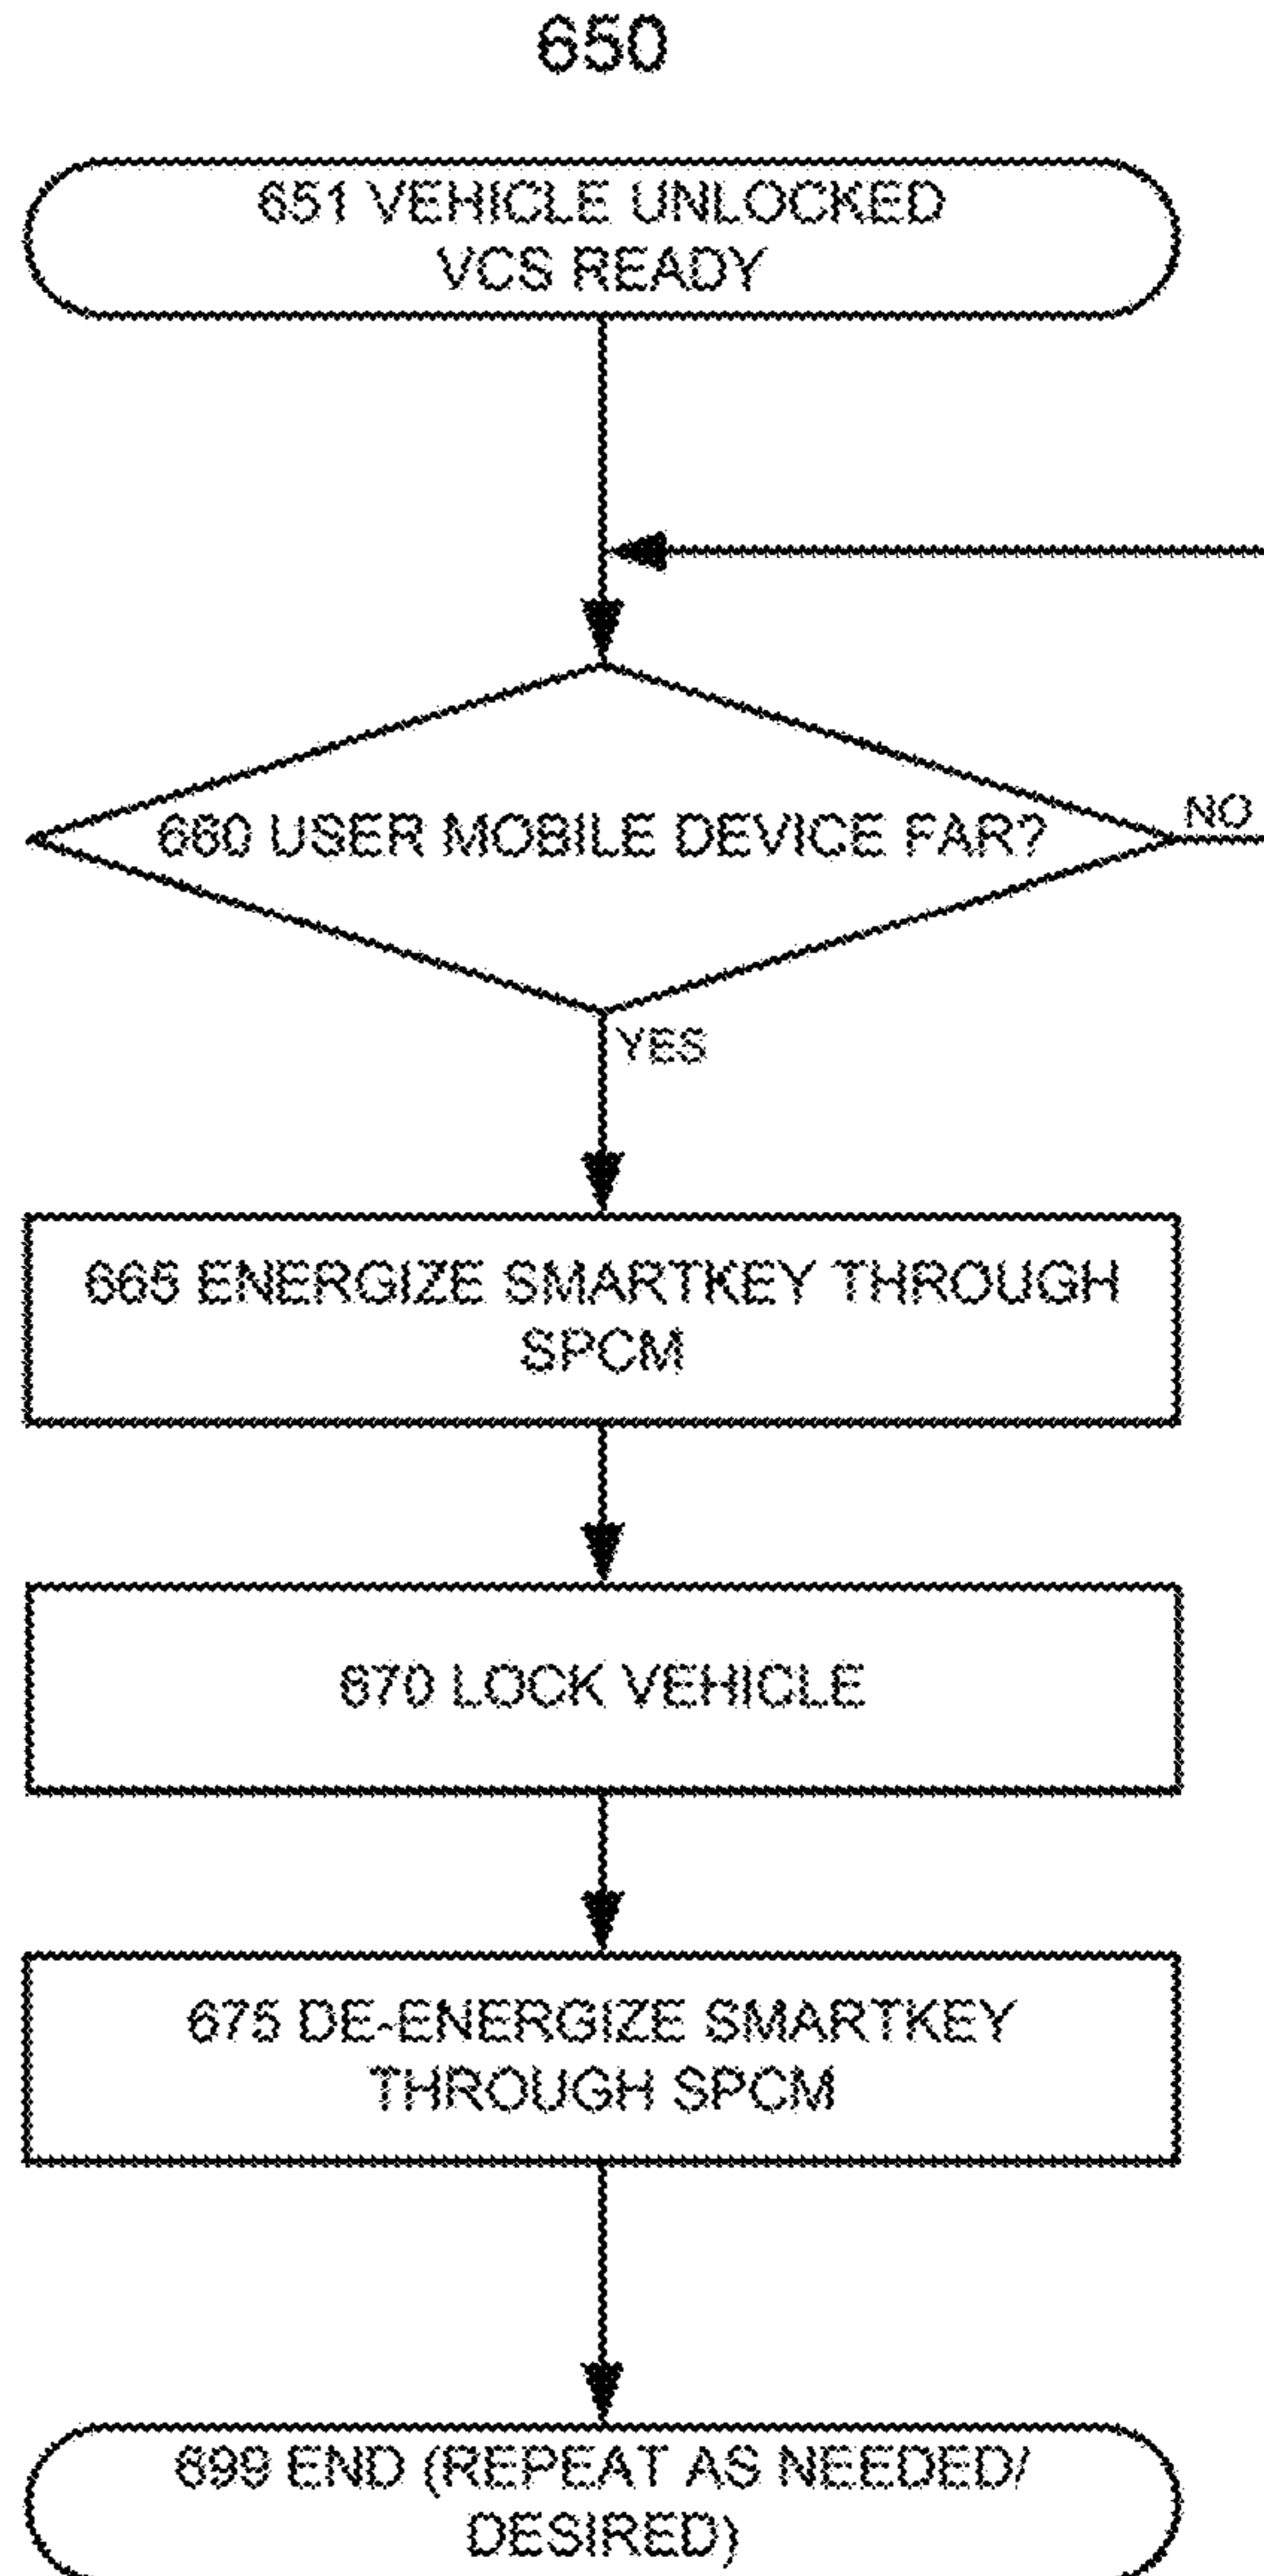 650
651 VEHICLE UNLOCKED
VCS READY
660 USER MOBILE DEVICE FAR?
NO
YES
665 ENERGIZE SMARTKEY THROUGH
SPCM
670 LOCK VEHICLE
675 DE-ENERGIZE SMARTKEY
THROUGH SPCM
699 END (REPEAT AS NEEDED/
DESIRED)